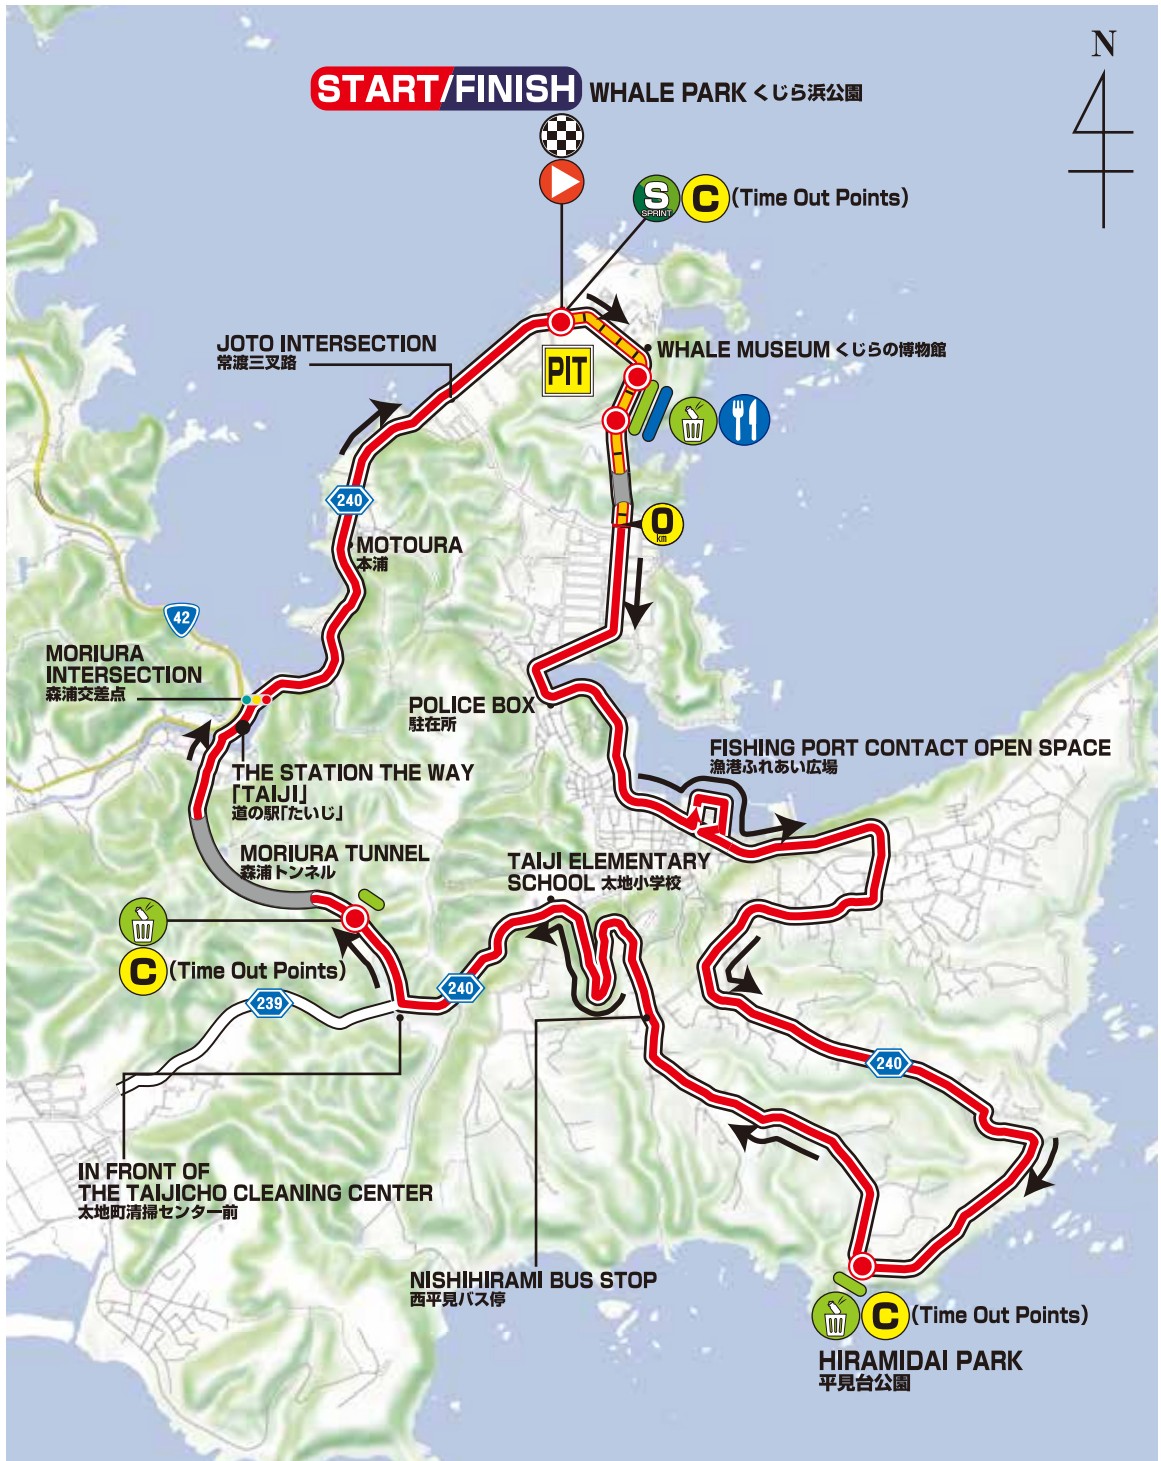 N
START/FINISH WHALE PARK くじら浜公園
S
SPRINT
C (Time Out Points)
JOTO INTERSECTION
常渡三叉路
PIT
WHALE MUSEUM くじらの博物館
240
0
km
MOTOURA
本浦
42
MORIURA
INTERSECTION
森浦交差点
POLICE BOX
駐在所
FISHING PORT CONTACT OPEN SPACE
漁港ふれあい広場
THE STATION THE WAY
「TAIJI」
道の駅「たいじ」
MORIURA TUNNEL
森浦トンネル
TAIJI ELEMENTARY
SCHOOL 太地小学校
C (Time Out Points)
240
239
240
IN FRONT OF
THE TAIJICHO CLEANING CENTER
太地町清掃センター前
NISHIHIRAMI BUS STOP
西平見バス停
C (Time Out Points)
HIRAMIDAI PARK
平見台公園